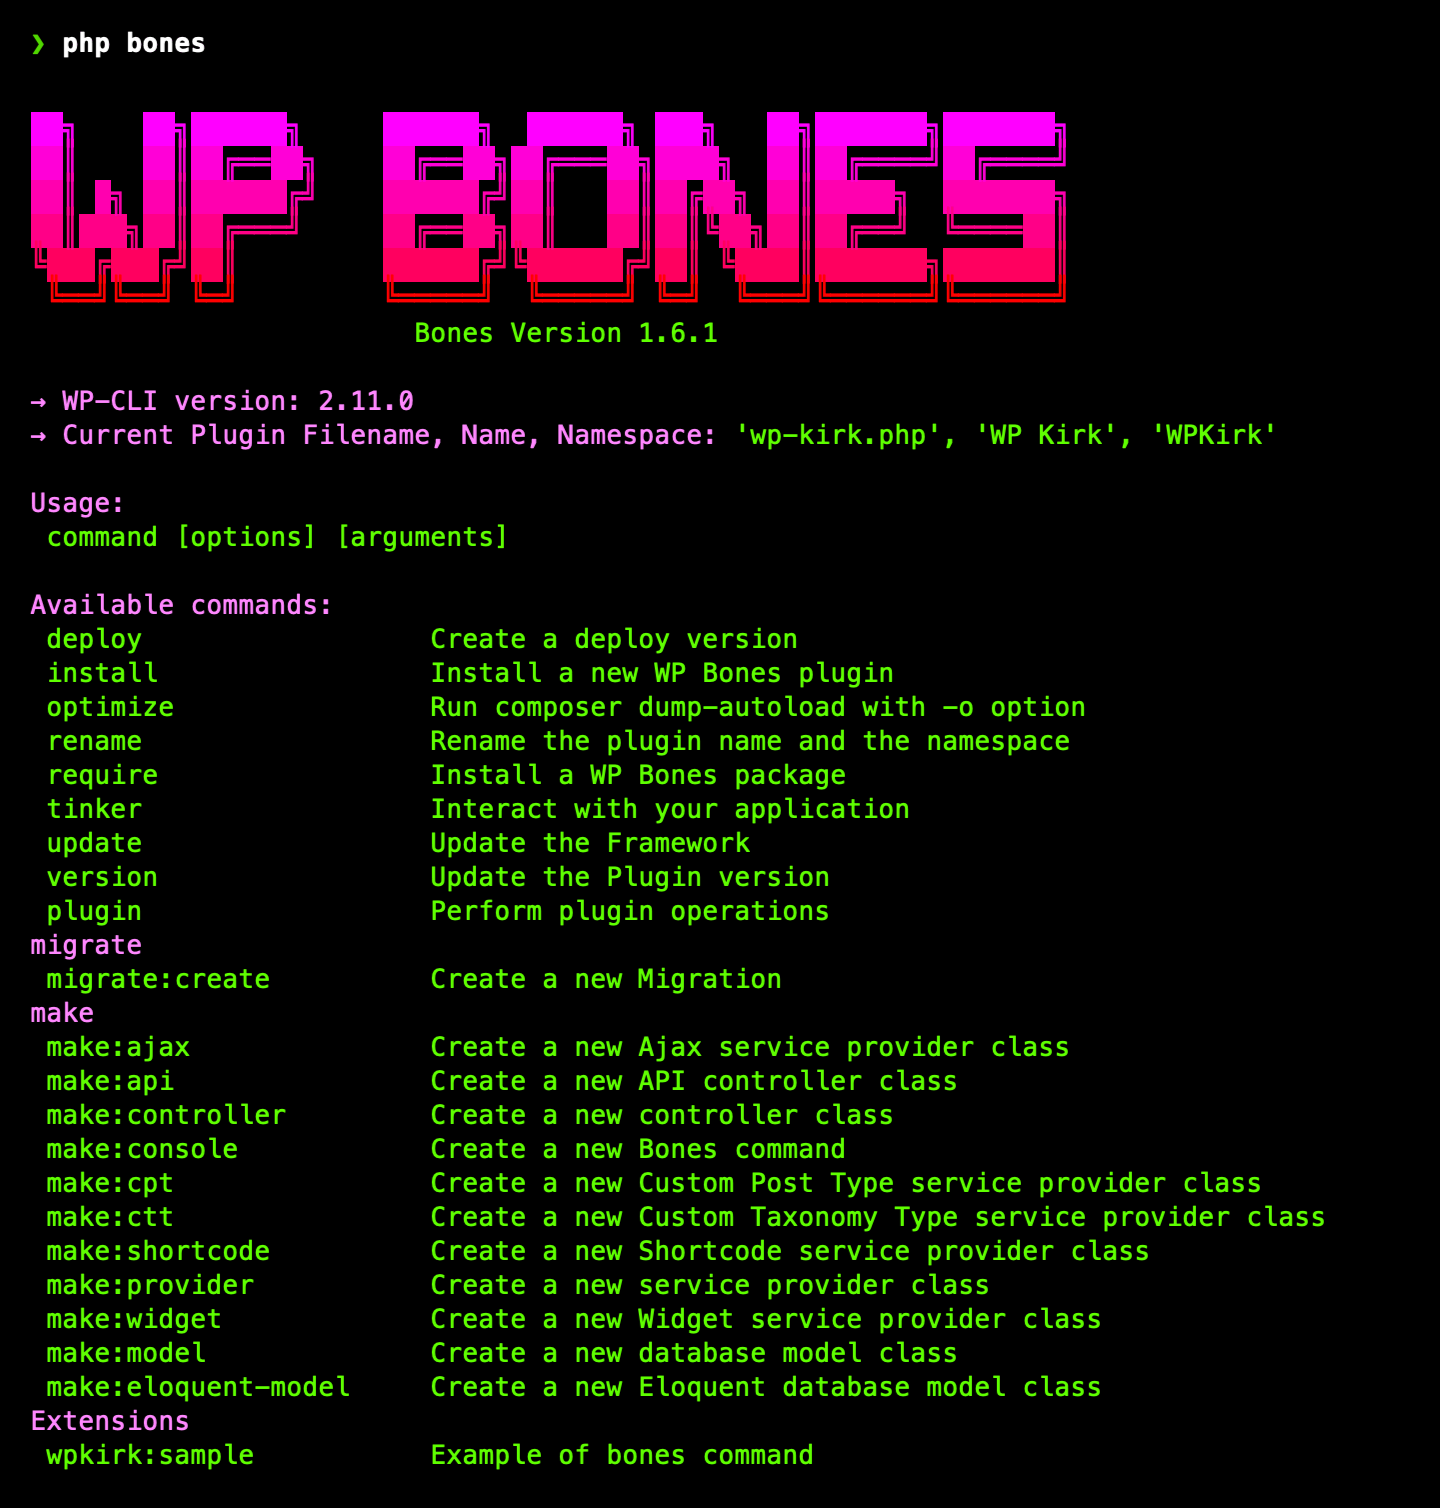 ❯ php bones
WP BONES
Bones Version 1.6.1
→ WP-CLI version: 2.11.0
→ Current Plugin Filename, Name, Namespace: 'wp-kirk.php', 'WP Kirk', 'WPKirk'
Usage:
command [options] [arguments]
Available commands:
deploy Create a deploy version
install Install a new WP Bones plugin
optimize Run composer dump-autoload with -o option
rename Rename the plugin name and the namespace
require Install a WP Bones package
tinker Interact with your application
update Update the Framework
version Update the Plugin version
plugin Perform plugin operations
migrate
migrate:create Create a new Migration
make
make:ajax Create a new Ajax service provider class
make:api Create a new API controller class
make:controller Create a new controller class
make:console Create a new Bones command
make:cpt Create a new Custom Post Type service provider class
make:ctt Create a new Custom Taxonomy Type service provider class
make:shortcode Create a new Shortcode service provider class
make:provider Create a new service provider class
make:widget Create a new Widget service provider class
make:model Create a new database model class
make:eloquent-model Create a new Eloquent database model class
Extensions
wpkirk:sample Example of bones command